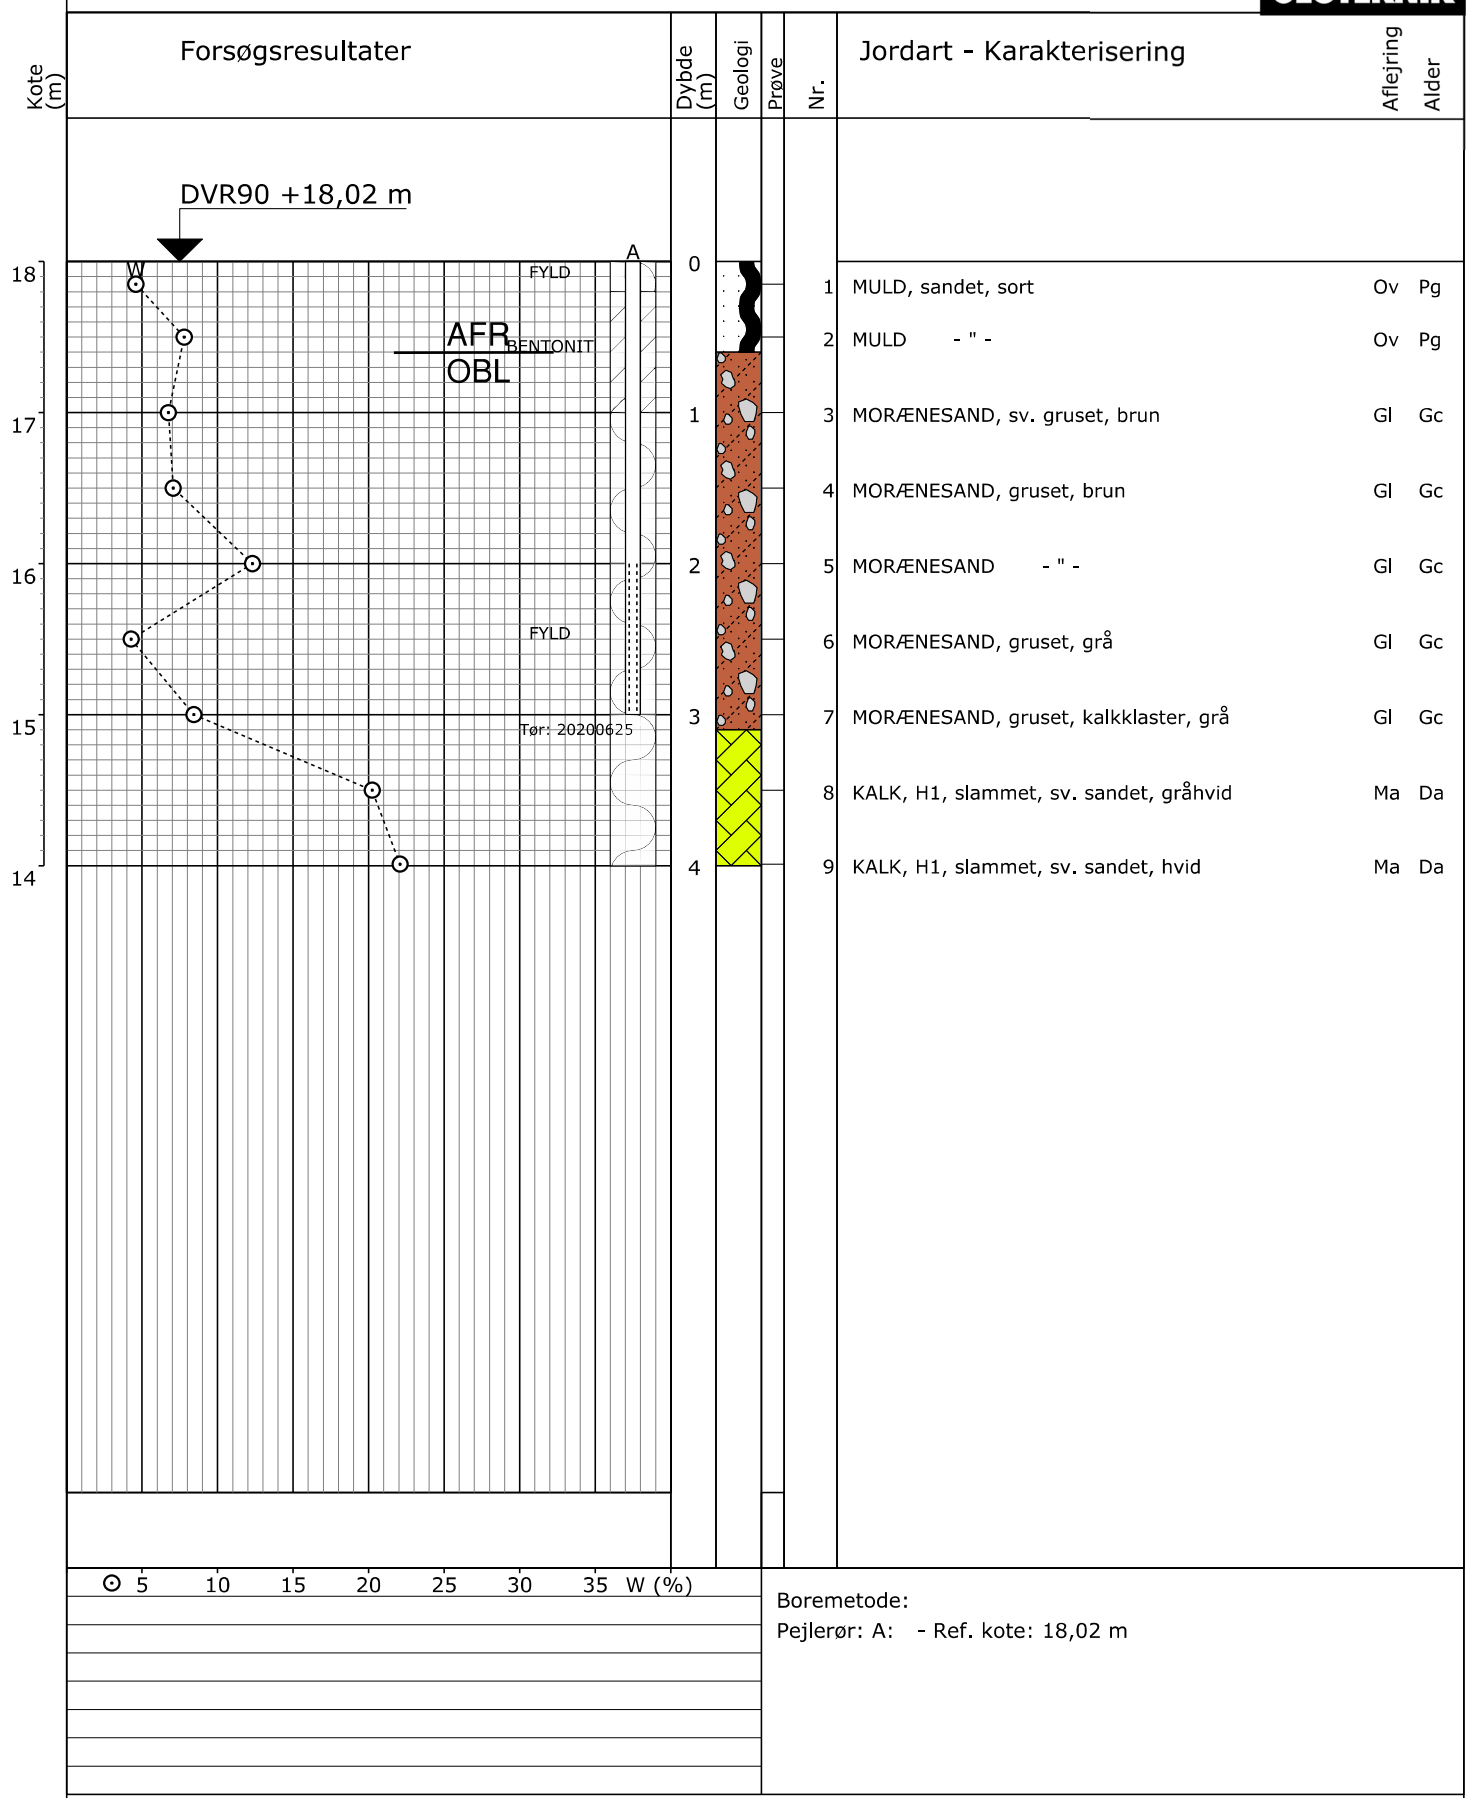 Kote (m)
Forsøgsresultater
Dybde (m)
Geologi
Prøve
Nr.
Jordart - Karakterisering
Aflejring
Alder
DVR90 +18,02 m
A
18
W
FYLD
0
1 MULD, sandet, sort Ov Pg
AFR
BENTONIT
OBL
2 MULD - " - Ov Pg
17
1
3 MORÆNESAND, sv. gruset, brun Gl Gc
4 MORÆNESAND, gruset, brun Gl Gc
16
2
5 MORÆNESAND - " - Gl Gc
FYLD
6 MORÆNESAND, gruset, grå Gl Gc
15
3
7 MORÆNESAND, gruset, kalkklaster, grå Gl Gc
Tør: 20200625
8 KALK, H1, slammet, sv. sandet, gråhvid Ma Da
14
4
9 KALK, H1, slammet, sv. sandet, hvid Ma Da
5 10 15 20 25 30 35 W (%)
Boremetode:
Pejlerør: A: - Ref. kote: 18,02 m